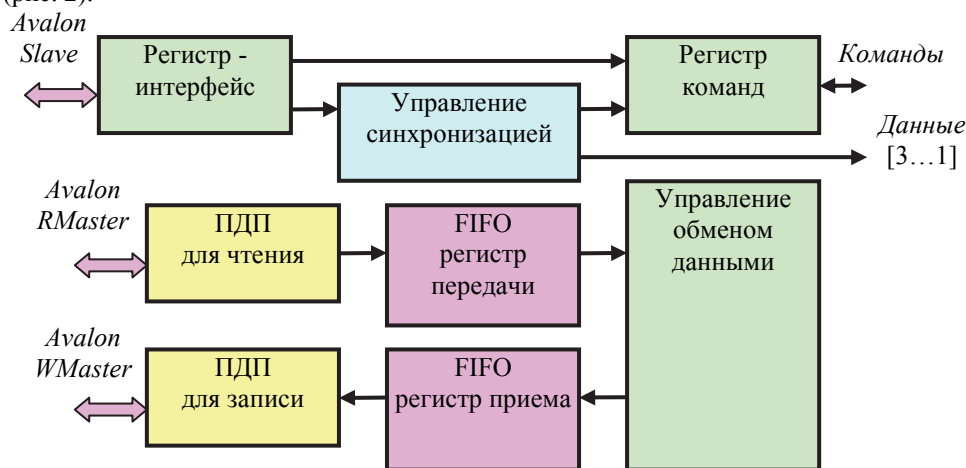 (рис. 2).
Avalon
Slave
Регистр -
интерфейс
Управление
синхронизацией
Регистр
команд
Команды
Данные
[3…1]
Avalon
RMaster
ПДП
для чтения
FIFO
регистр
передачи
Управление
обменом
данными
Avalon
WMaster
ПДП
для записи
FIFO
регистр приема